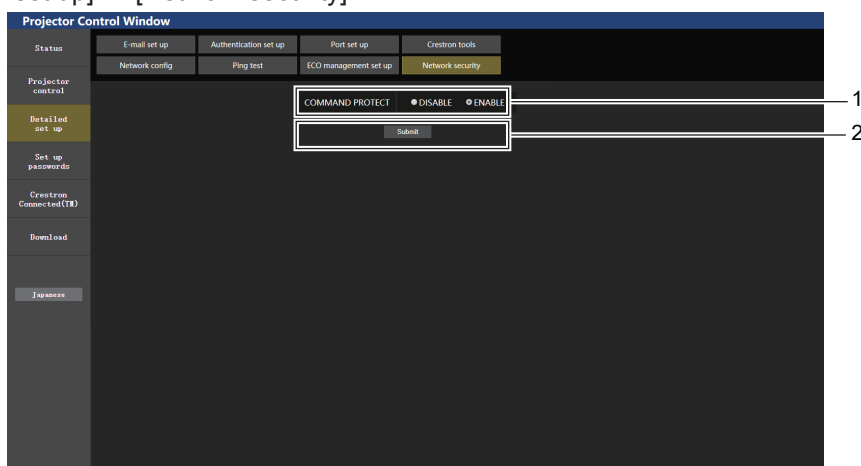 Projector Control Window
Status
E-mail set up
Authentication set up
Port set up
Crestron tools
Network config
Ping test
ECO management set up
Network security
Projector
control
COMMAND PROTECT
DISABLE
ENABLE
1
Detailed
set up
Submit
2
Set up
passwords
Crestron
Connected(TM)
Download
Japanese